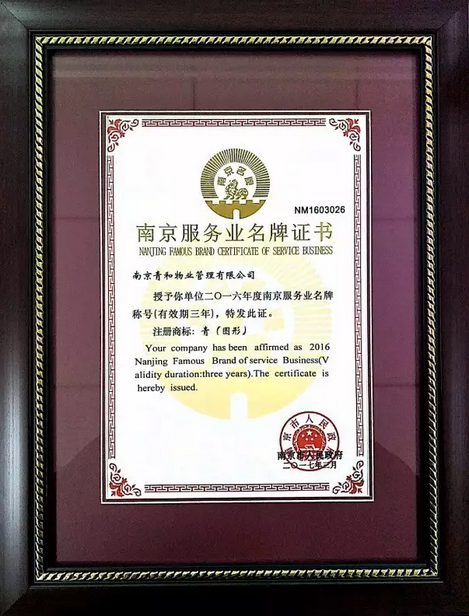 南京名牌
NM1603026
南京服务业名牌证书
NANJING FAMOUS BRAND CERTIFICATE OF SERVICE BUSINESS
南京青和物业管理有限公司
授予你单位二〇一六年度南京服务业名牌
称号(有效期三年)，特发此证。
注册商标：青（图形）
Your company has been affirmed as 2016
Nanjing Famous Brand of service Business(V
alidity duration:three years).The certificate is
hereby issued.
南京市人民政府
南京市人民政府
二〇一七年三月